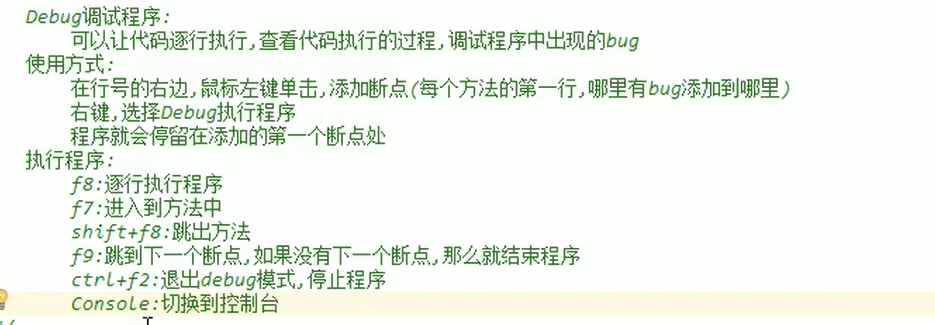 Debug调试程序:
可以让代码逐行执行,查看代码执行的过程,调试程序中出现的bug
使用方式:
在行号的右边,鼠标左键单击,添加断点(每个方法的第一行,哪里有bug添加到哪里)
右键,选择Debug执行程序
程序就会停留在添加的第一个断点处
执行程序:
f8:逐行执行程序
f7:进入到方法中
shift+f8:跳出方法
f9:跳到下一个断点,如果没有下一个断点,那么就结束程序
ctrl+f2:退出debug模式,停止程序
Console:切换到控制台